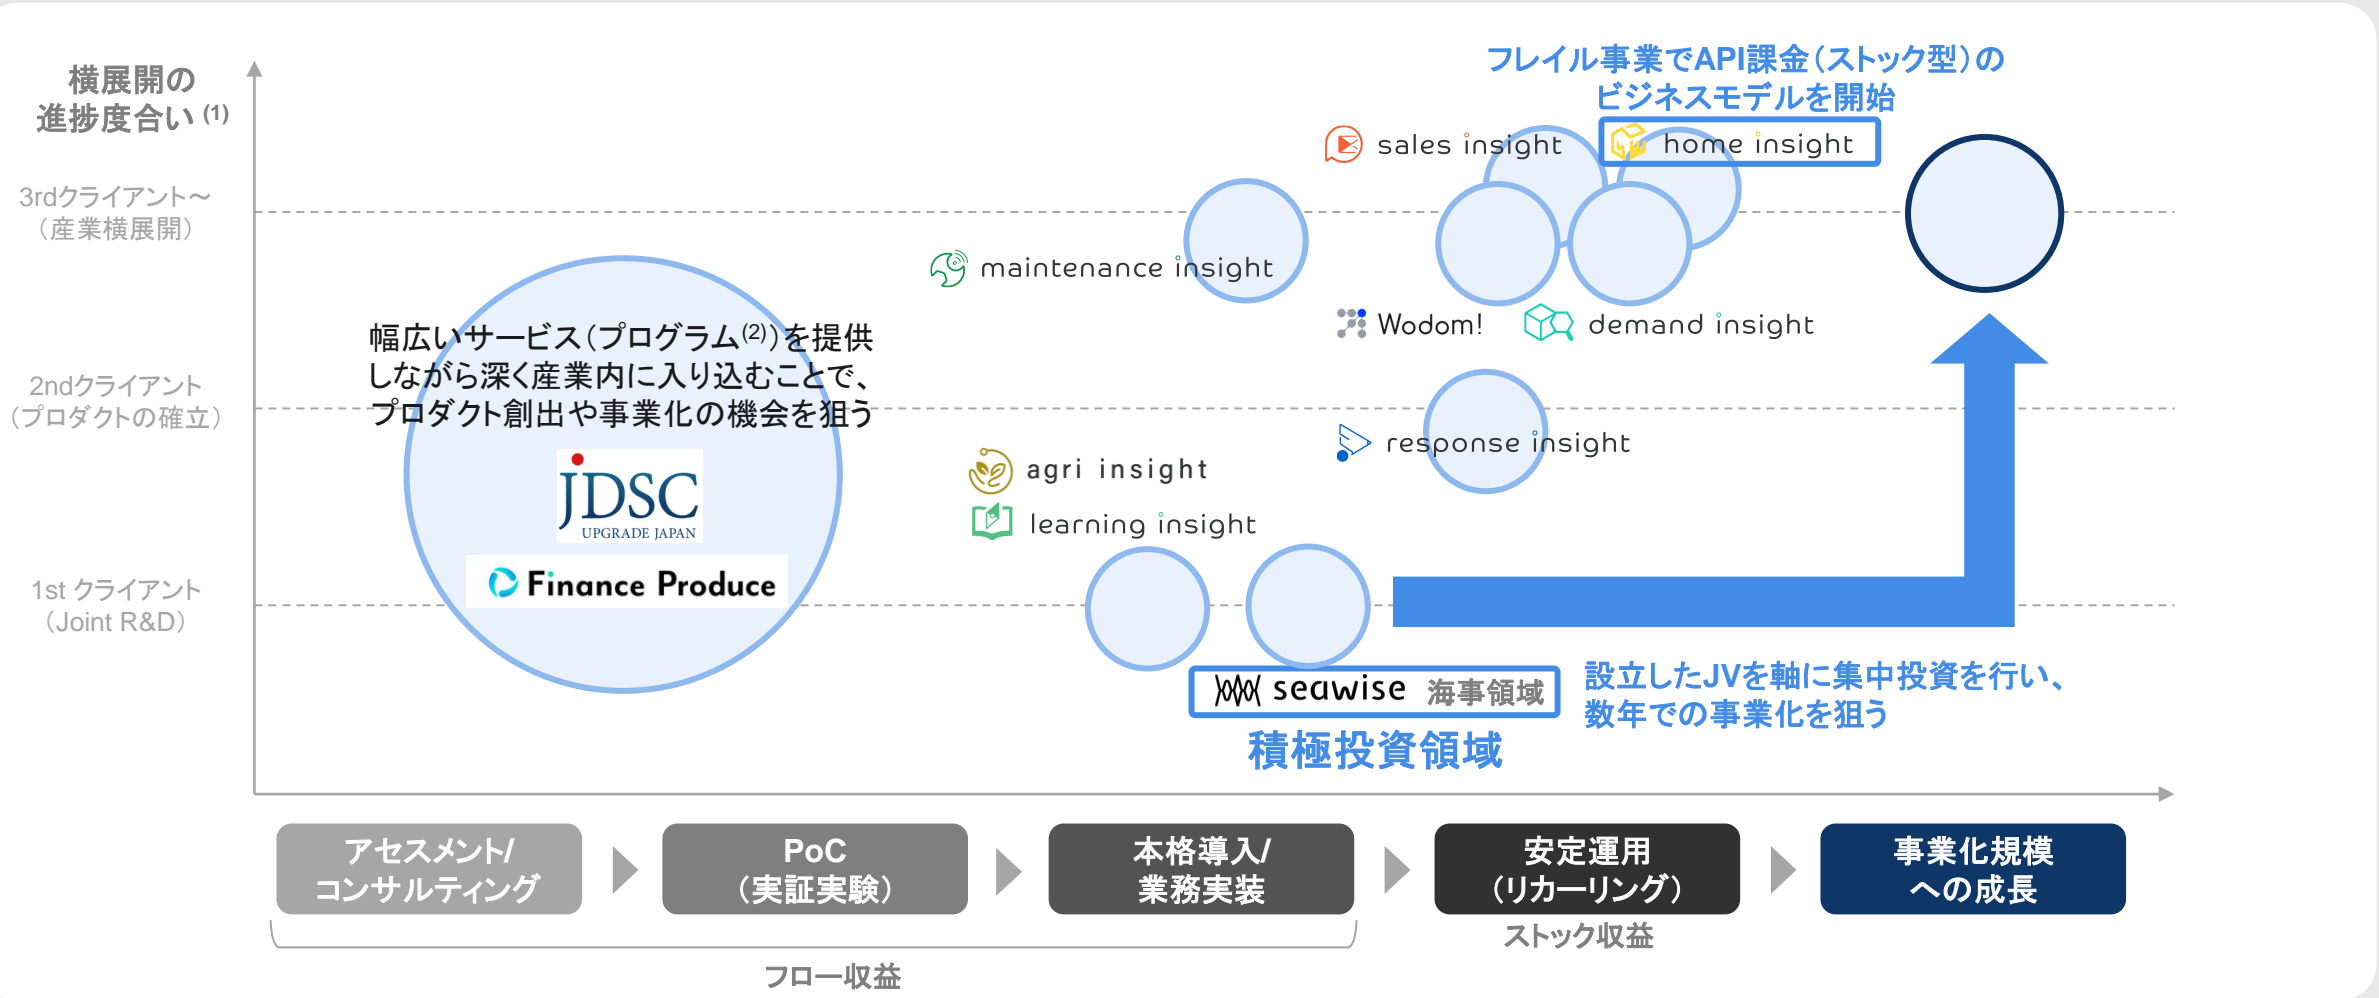 横展開の
進捗度合い (1)
フレイル事業でAPI課金（ストック型）の
ビジネスモデルを開始
sales insight
home insight
3rdクライアント～
（産業横展開）
maintenance insight
Wodom!
demand insight
幅広いサービス（プログラム(2)）を提供
しながら深く産業内に入り込むことで、
プロダクト創出や事業化の機会を狙う
2ndクライアント
（プロダクトの確立）
response insight
agri insight
learning insight
JDSC
UPGRADE JAPAN
Finance Produce
1st クライアント
（Joint R&D）
seawise 海事領域
設立したJVを軸に集中投資を行い、
数年での事業化を狙う
積極投資領域
アセスメント/
コンサルティング
PoC
（実証実験）
本格導入/
業務実装
安定運用
（リカーリング）
事業化規模
への成長
ストック収益
フロー収益